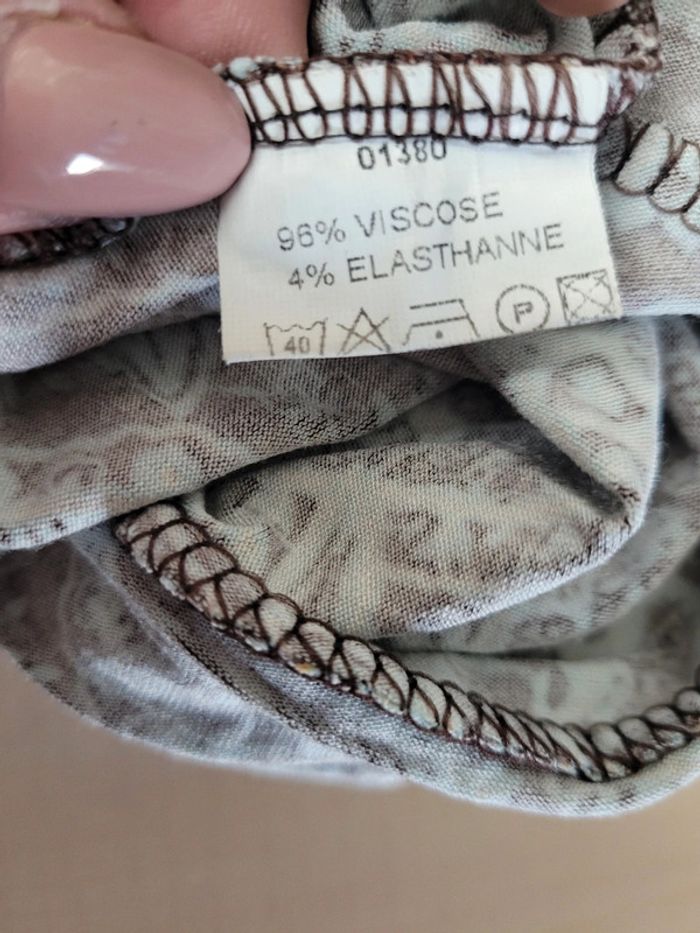 01380
96% VISCOSE
4% ELASTHANNE
40 P